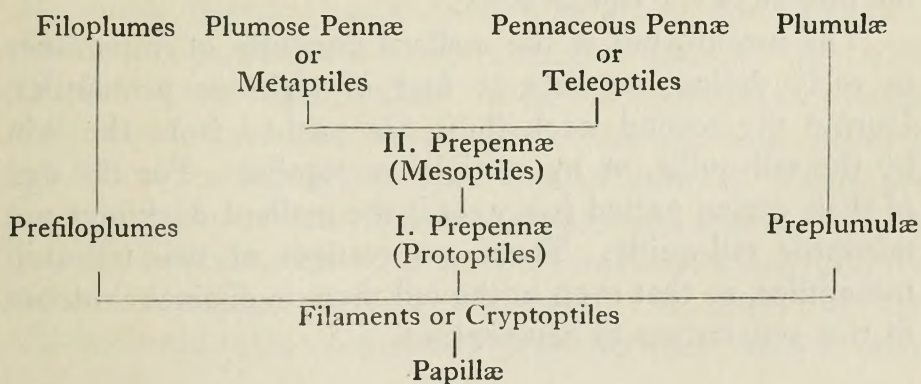 Filoplumes Plumose Pennæ Pennaceous Pennæ Plumulæ
or or
Metaptiles Teleoptiles
II. Prepennæ
(Mesoptiles)
Prefiloplumes I. Prepennæ Preplumulæ
(Protoptiles)
Filaments or Cryptoptiles
Papillæ